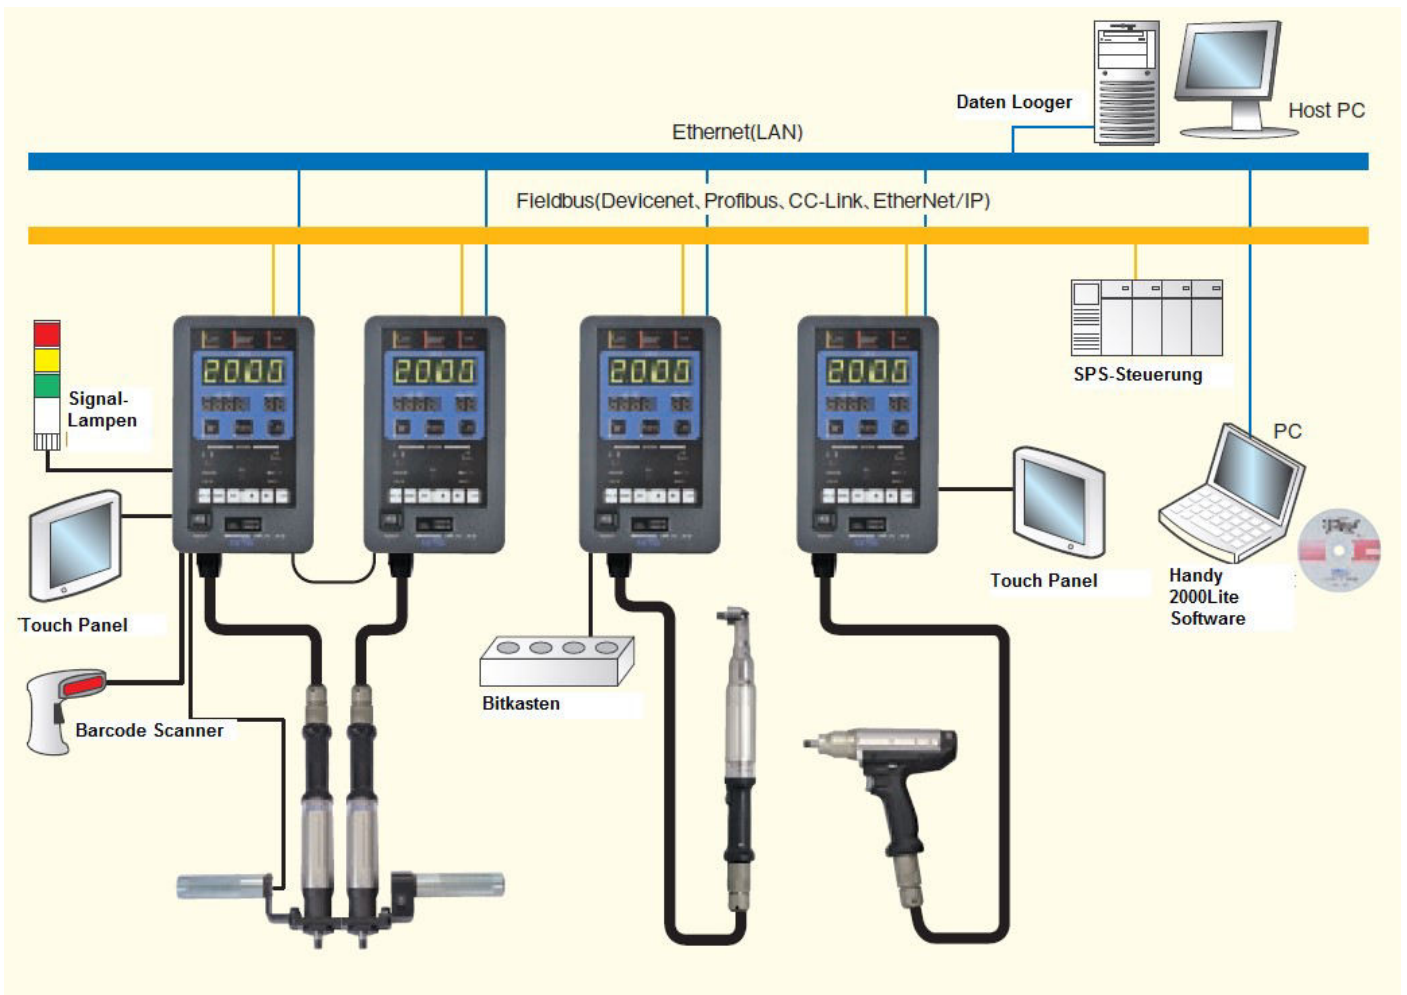 Daten Looger
Host PC
Ethernet(LAN)
Fieldbus(Devicenet、Profibus、CC-Link、EtherNet/IP)
SPS-Steuerung
Signal-
Lampen
2000
2000
2000
2000
PC
Touch Panel
Handy
2000Lite
Software
Touch Panel
Bitkasten
Barcode Scanner